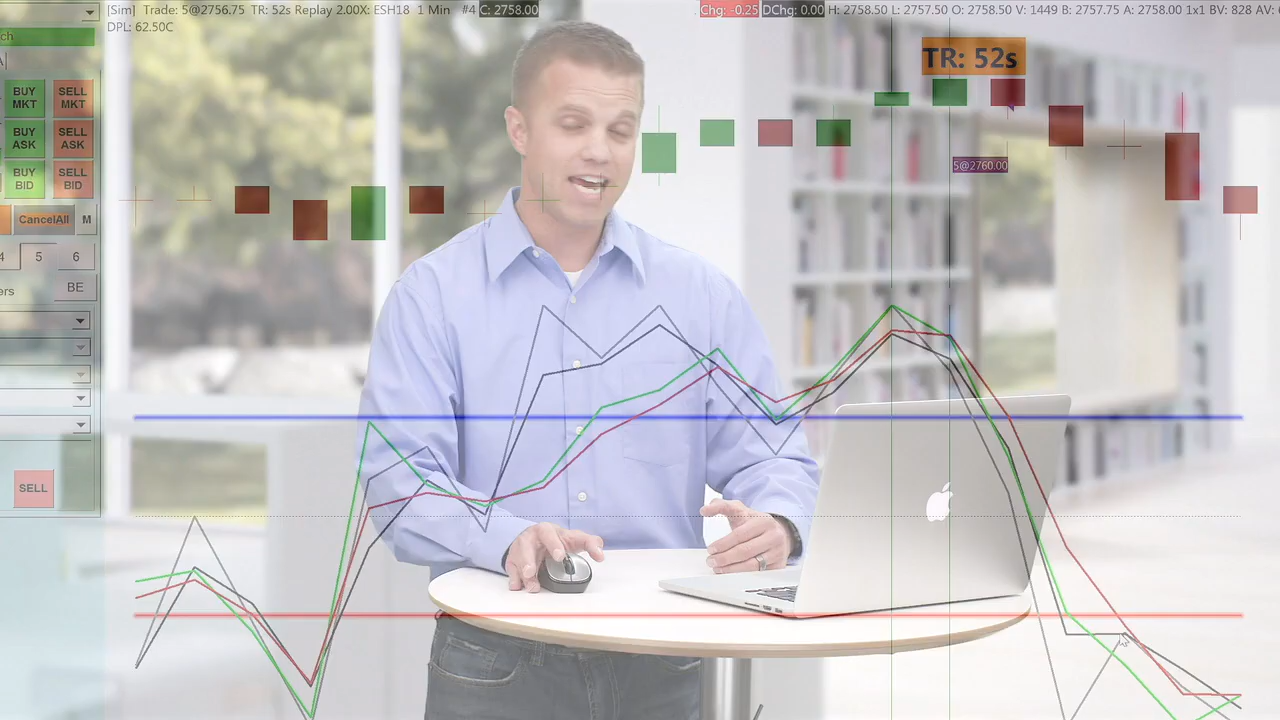 [Sim] Trade: 5@2756.75 TR: 52s Replay 2.00X: ESH18 1 Min #4 C: 2758.00 Chg: -0.25 DChg: 0.00 H: 2758.50 L: 2757.50 O: 2758.50 V: 1449 B: 2757.75 A: 2758.00 1x1 BV: 828 AV:
DPL: 62.50C
ch
TR: 52s
BUY MKT
SELL MKT
BUY ASK
SELL ASK
BUY BID
SELL BID
5@2760.00
CancelAll M
4 5 6
ers BE
SELL